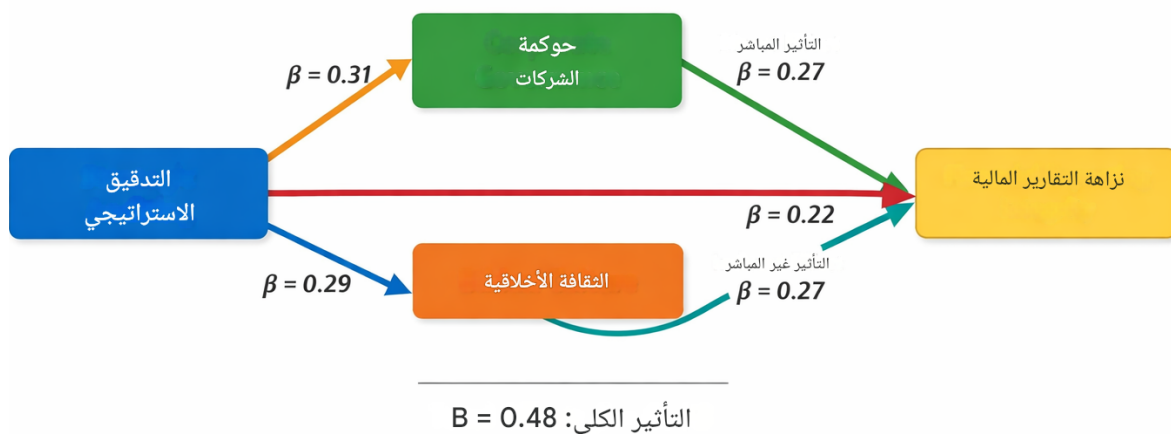 حوكمة
الشركات
التأثير المباشر
β = 0.27
β = 0.31
التدقيق
الاستراتيجي
نزاهة التقارير المالية
β = 0.22
β = 0.29
الثقافة الأخلاقية
التأثير غير المباشر
β = 0.27
التأثير الكلي: B = 0.48